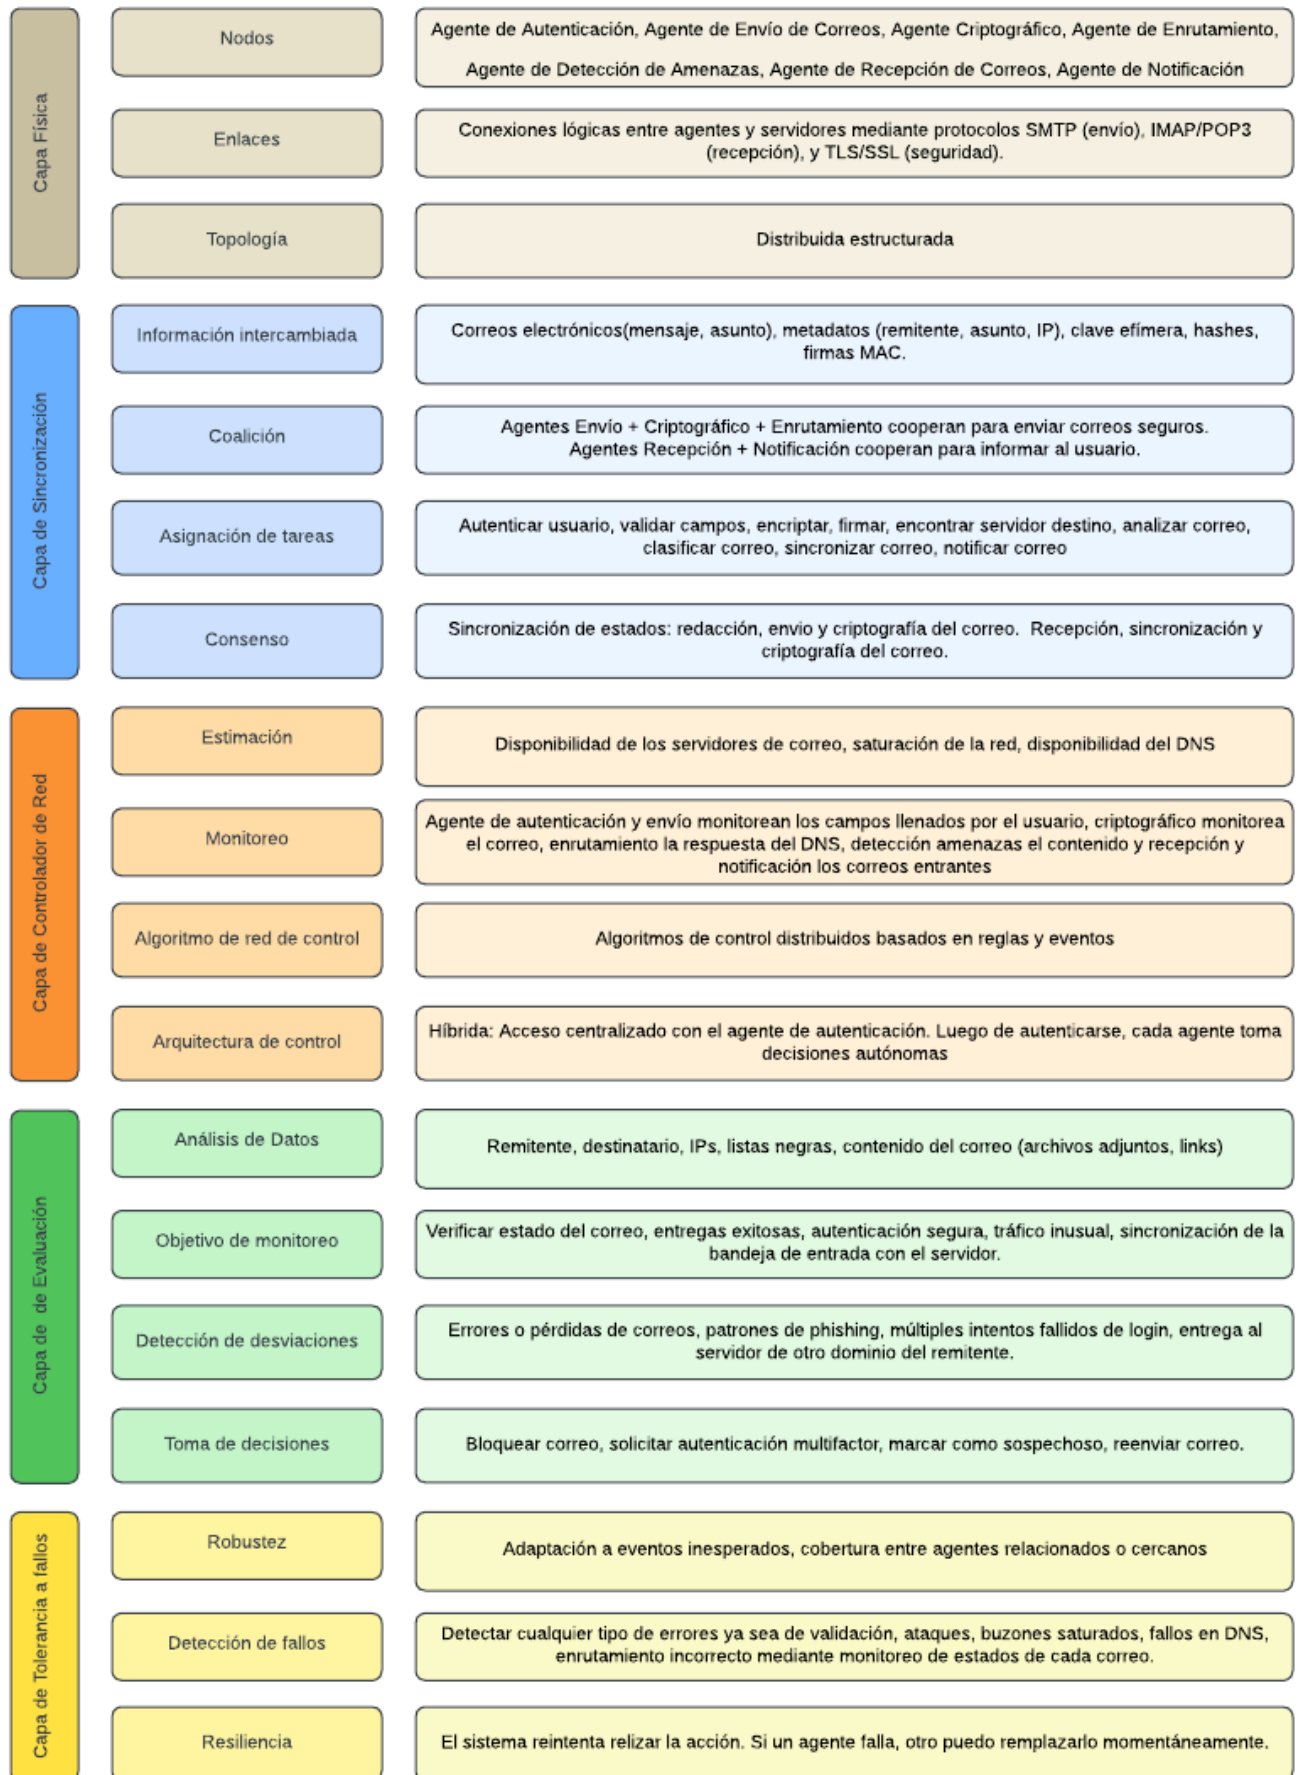 Capa Física
Nodos
Agente de Autenticación, Agente de Envío de Correos, Agente Criptográfico, Agente de Enrutamiento,
Agente de Detección de Amenazas, Agente de Recepción de Correos, Agente de Notificación
Enlaces
Conexiones lógicas entre agentes y servidores mediante protocolos SMTP (envío), IMAP/POP3
(recepción), y TLS/SSL (seguridad).
Topología
Distribuida estructurada
Capa de Sincronización
Información intercambiada
Correos electrónicos(mensaje, asunto), metadatos (remitente, asunto, IP), clave efímera, hashes,
firmas MAC.
Coalición
Agentes Envío + Criptográfico + Enrutamiento cooperan para enviar correos seguros.
Agentes Recepción + Notificación cooperan para informar al usuario.
Asignación de tareas
Autenticar usuario, validar campos, encriptar, firmar, encontrar servidor destino, analizar correo,
clasificar correo, sincronizar correo, notificar correo
Consenso
Sincronización de estados: redacción, envio y criptografía del correo.  Recepción, sincronización y
criptografía del correo.
Capa de Controlador de Red
Estimación
Disponibilidad de los servidores de correo, saturación de la red, disponibilidad del DNS
Monitoreo
Agente de autenticación y envío monitorean los campos llenados por el usuario, criptográfico monitorea
el correo, enrutamiento la respuesta del DNS, detección amenazas el contenido y recepción y
notificación los correos entrantes
Algoritmo de red de control
Algoritmos de control distribuidos basados en reglas y eventos
Arquitectura de control
Híbrida: Acceso centralizado con el agente de autenticación. Luego de autenticarse, cada agente toma
decisiones autónomas
Capa de  de Evaluación
Análisis de Datos
Remitente, destinatario, IPs, listas negras, contenido del correo (archivos adjuntos, links)
Objetivo de monitoreo
Verificar estado del correo, entregas exitosas, autenticación segura, tráfico inusual, sincronización de la
bandeja de entrada con el servidor.
Detección de desviaciones
Errores o pérdidas de correos, patrones de phishing, múltiples intentos fallidos de login, entrega al
servidor de otro dominio del remitente.
Toma de decisiones
Bloquear correo, solicitar autenticación multifactor, marcar como sospechoso, reenviar correo.
Capa de Tolerancia a fallos
Robustez
Adaptación a eventos inesperados, cobertura entre agentes relacionados o cercanos
Detección de fallos
Detectar cualquier tipo de errores ya sea de validación, ataques, buzones saturados, fallos en DNS,
enrutamiento incorrecto mediante monitoreo de estados de cada correo.
Resiliencia
El sistema reintenta relizar la acción. Si un agente falla, otro puedo remplazarlo momentáneamente.